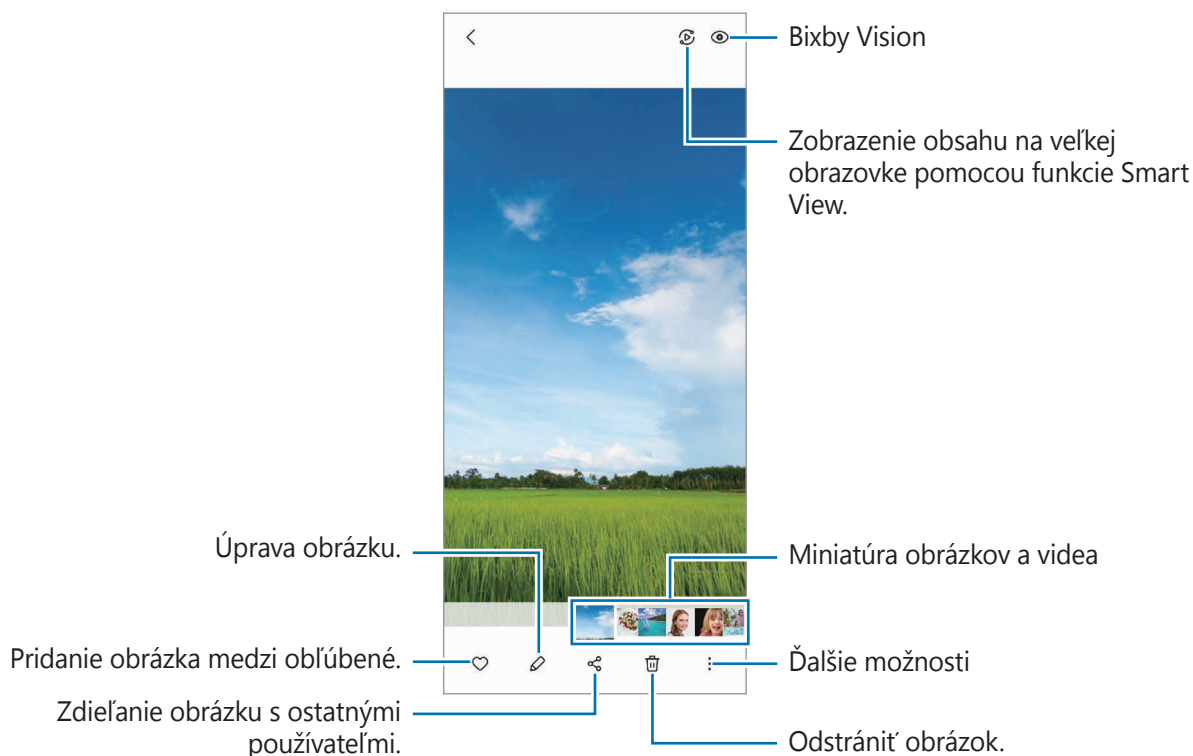 Bixby Vision
Zobrazenie obsahu na veľkej
obrazovke pomocou funkcie Smart
View.
Úprava obrázku.
Miniatúra obrázkov a videa
Pridanie obrázka medzi obľúbené.
Ďalšie možnosti
Zdieľanie obrázku s ostatnými
používateľmi.
Odstrániť obrázok.